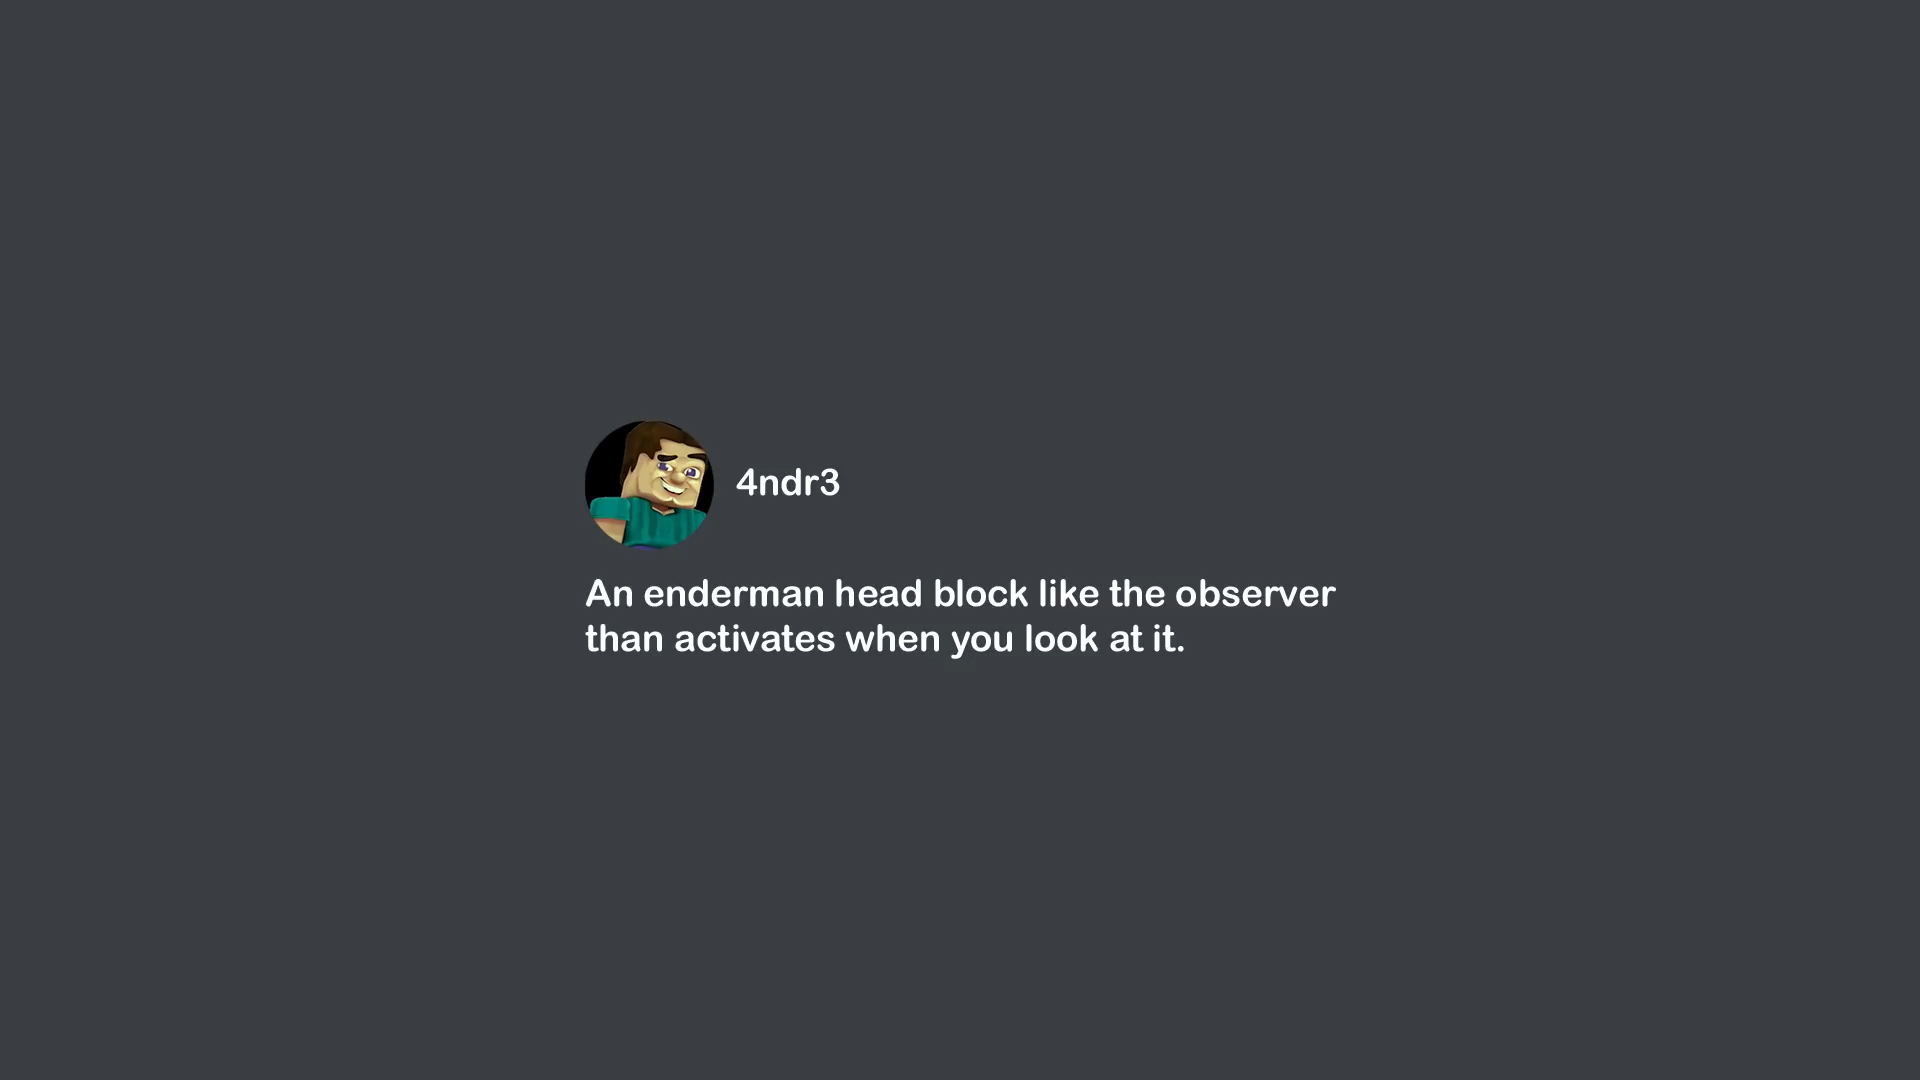 4ndr3
An enderman head block like the observer
than activates when you look at it.